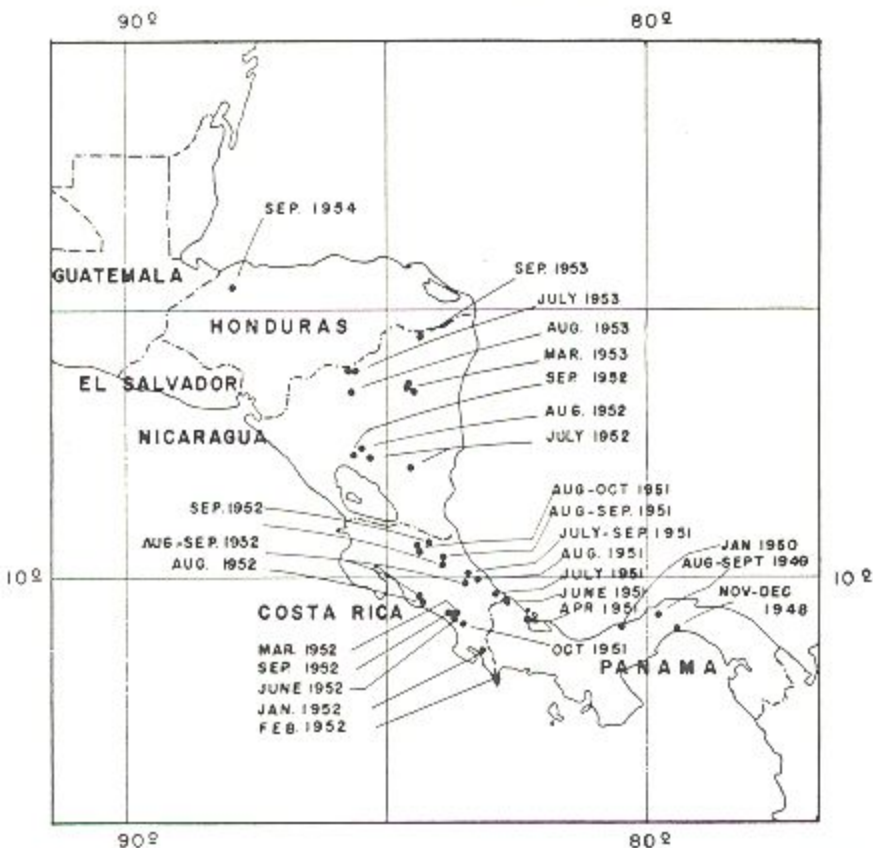 90º 80º
SEP. 1954
GUATEMALA
SEP. 1953
JULY 1953
HONDURAS
AUG. 1953
MAR. 1953
EL SALVADOR
SEP. 1952
NICARAGUA
AUG. 1952
JULY 1952
AUG-OCT 1951
SEP. 1952
AUG-SEP. 1951
JULY-SEP. 1951
AUG-SEP. 1952
AUG. 1951
JAN 1950
AUG. 1952
JULY 1951
AUG-SEPT 1949
10º 10º
JUNE 1951
NOV-DEC
1948
COSTA RICA
APR 1951
OCT 1951
MAR. 1952
SEP. 1952
PANAMA
JUNE 1952
JAN. 1952
FEB. 1952
90º 80º